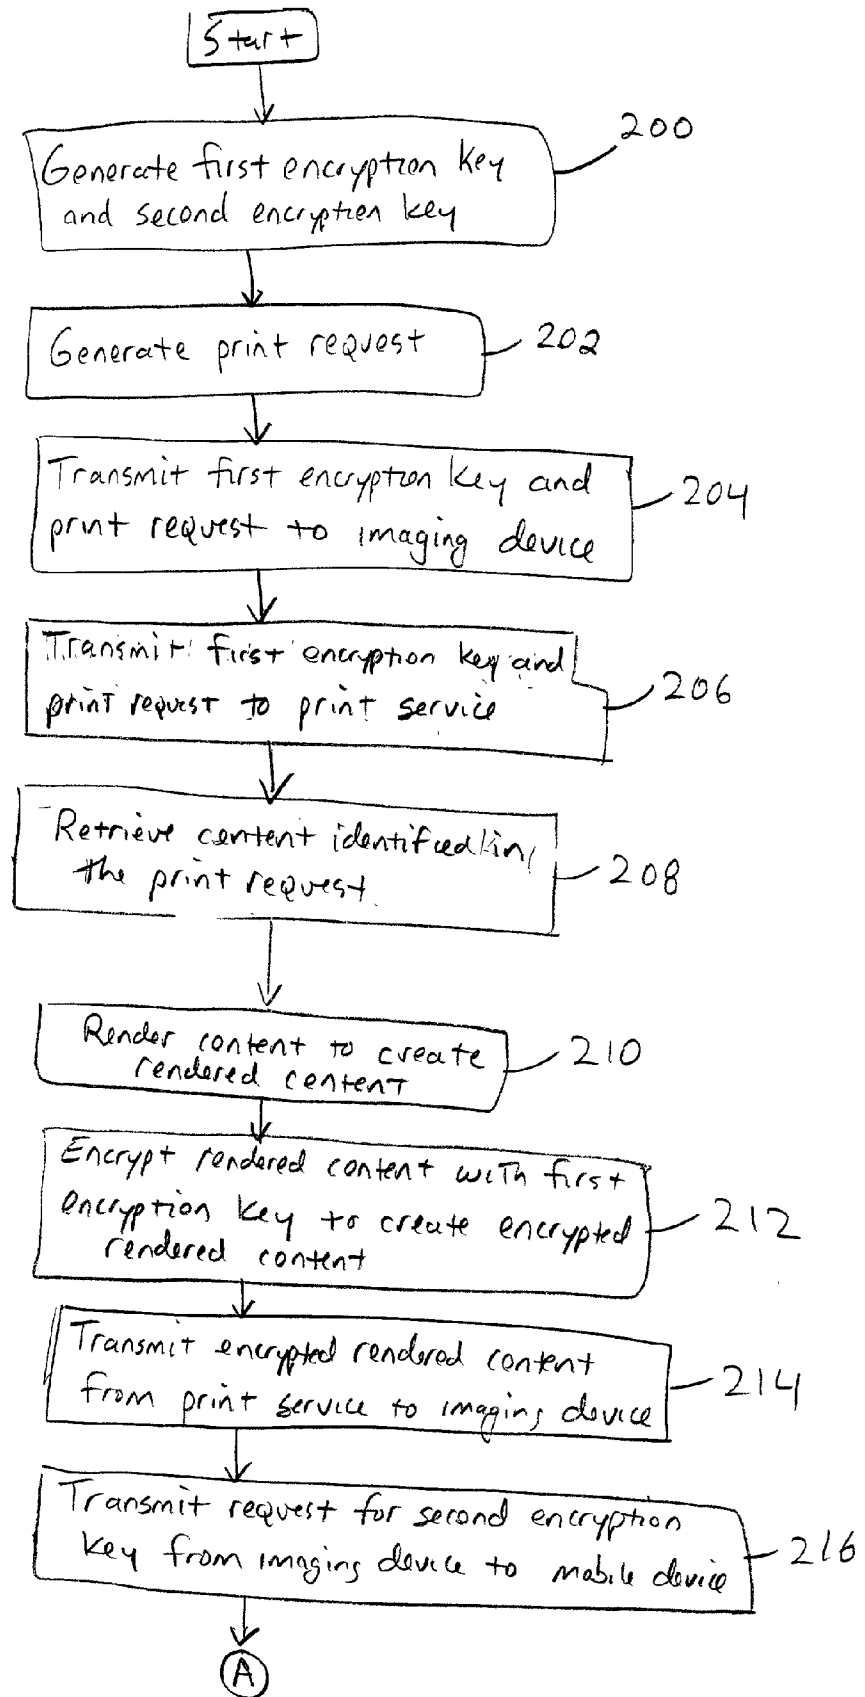 Start
200
Generate first encryption key
and second encryption key
Generate print request
202
Transmit first encryption key and
print request to imaging device
204
Transmit first encryption key and
print request to print service
206
Retrieve content identified in
the print request
208
Render content to create
rendered content
210
Encrypt rendered content with first
encryption key to create encrypted
rendered content
212
Transmit encrypted rendered content
from print service to imaging device
214
Transmit request for second encryption
key from imaging device to mobile device
216
A